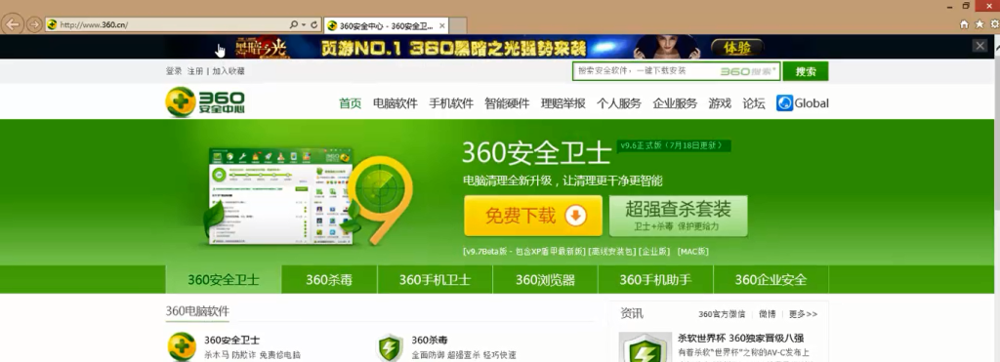 http://www.360.cn/
360安全中心 - 360安全卫...
黑暗之光
页游NO.1 360黑暗之光强势来袭
体验
登录 注册 | 加入收藏
搜索安全软件，一键下载安装
360搜索
搜索
360
安全中心
首页 电脑软件 手机软件 智能硬件 理赔举报 个人服务 企业服务 游戏 论坛 Global
360安全卫士
v9.6正式版（7月18日更新）
电脑清理全新升级，让清理更干净更智能
9
免费下载
超强查杀套装
卫士+杀毒 保护更给力
[v9.7Beta版 - 包含XP盾甲最新版] [离线安装包] [企业版] [MAC版]
360安全卫士 360杀毒 360手机卫士 360浏览器 360手机助手 360企业安全
360电脑软件
资讯
360官方微信 | 微博 | 更多>>
360安全卫士
杀木马 防欺诈 免费修电脑
360杀毒
全面防御 超强查杀 轻巧快速
杀软世界杯 360独家晋级八强
有着杀软“世界杯”之称的AV-C发布上